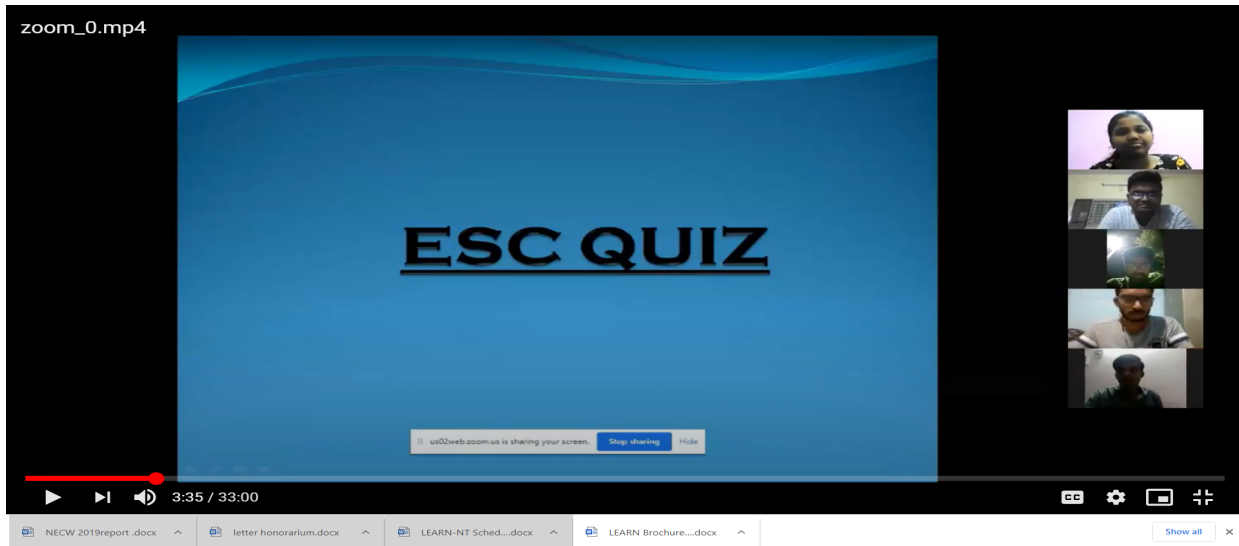 zoom_0.mp4
ESC QUIZ
|| us02web.zoom.us is sharing your screen. Stop sharing Hide
3:35 / 33:00
CC
NECW 2019report .docx
letter honorarium.docx
LEARN-NT Sched....docx
LEARN Brochure....docx
Show all